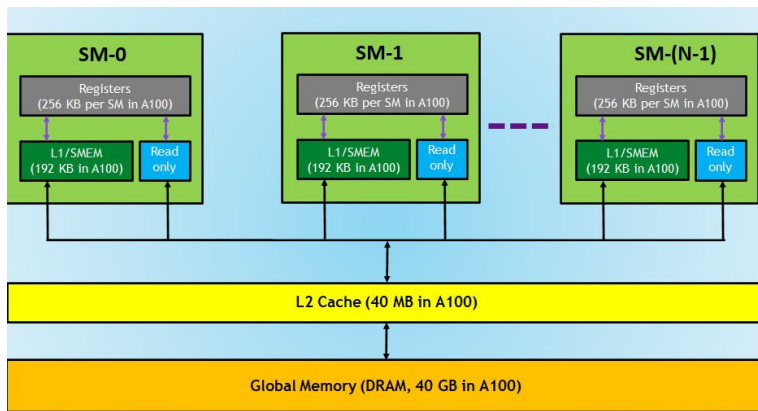 SM-0
SM-1
SM-(N-1)
Registers
(256 KB per SM in A100)
Registers
(256 KB per SM in A100)
Registers
(256 KB per SM in A100)
L1/SMEM
(192 KB in A100)
Read
only
L1/SMEM
(192 KB in A100)
Read
only
L1/SMEM
(192 KB in A100)
Read
only
L2 Cache (40 MB in A100)
Global Memory (DRAM, 40 GB in A100)